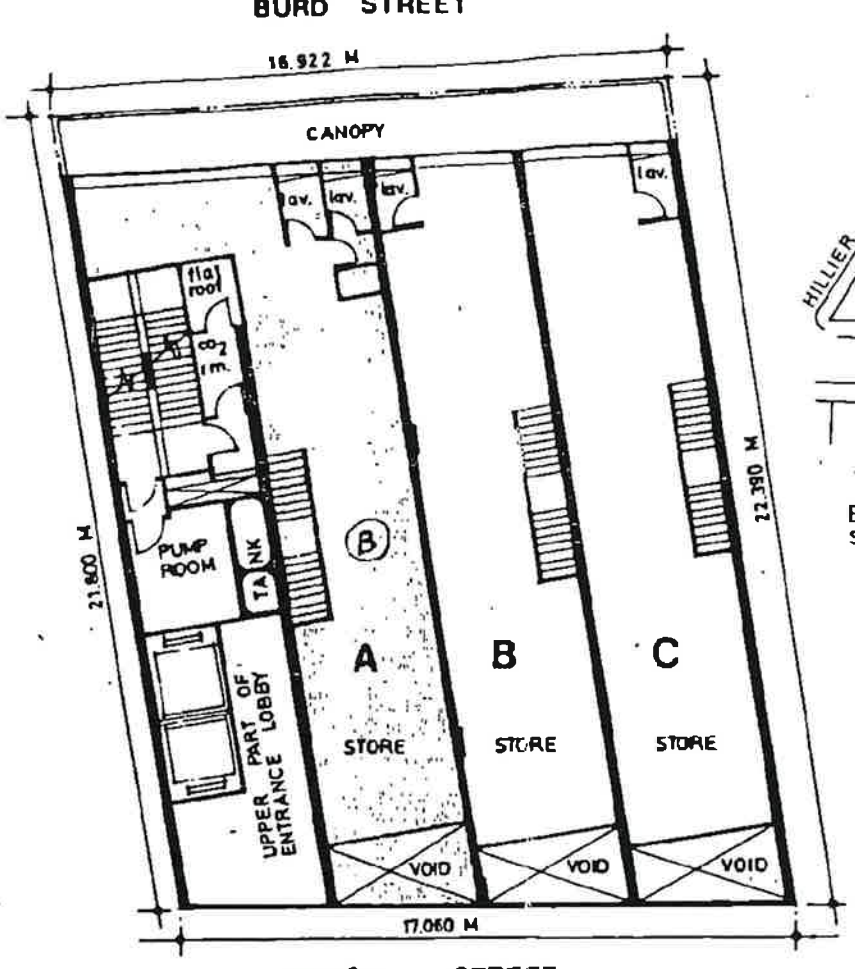 BURD STREET
16.922 M
CANOPY
lav.
lav.
lav.
lav.
flat
roof
co2
rm.
HILLIER
22.390 M
21.800 M
B
PUMP
ROOM
TANK
A
B
C
UPPER PART OF
ENTRANCE LOBBY
STORE
STORE
STORE
VOID
VOID
VOID
17.060 M
STREET